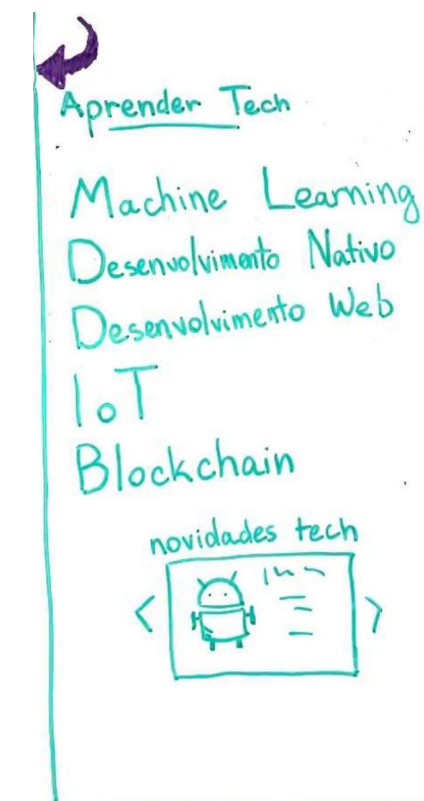 Aprender Tech
Machine Learning
Desenvolvimento Nativo
Desenvolvimento Web
IoT
Blockchain
novidades tech
< >